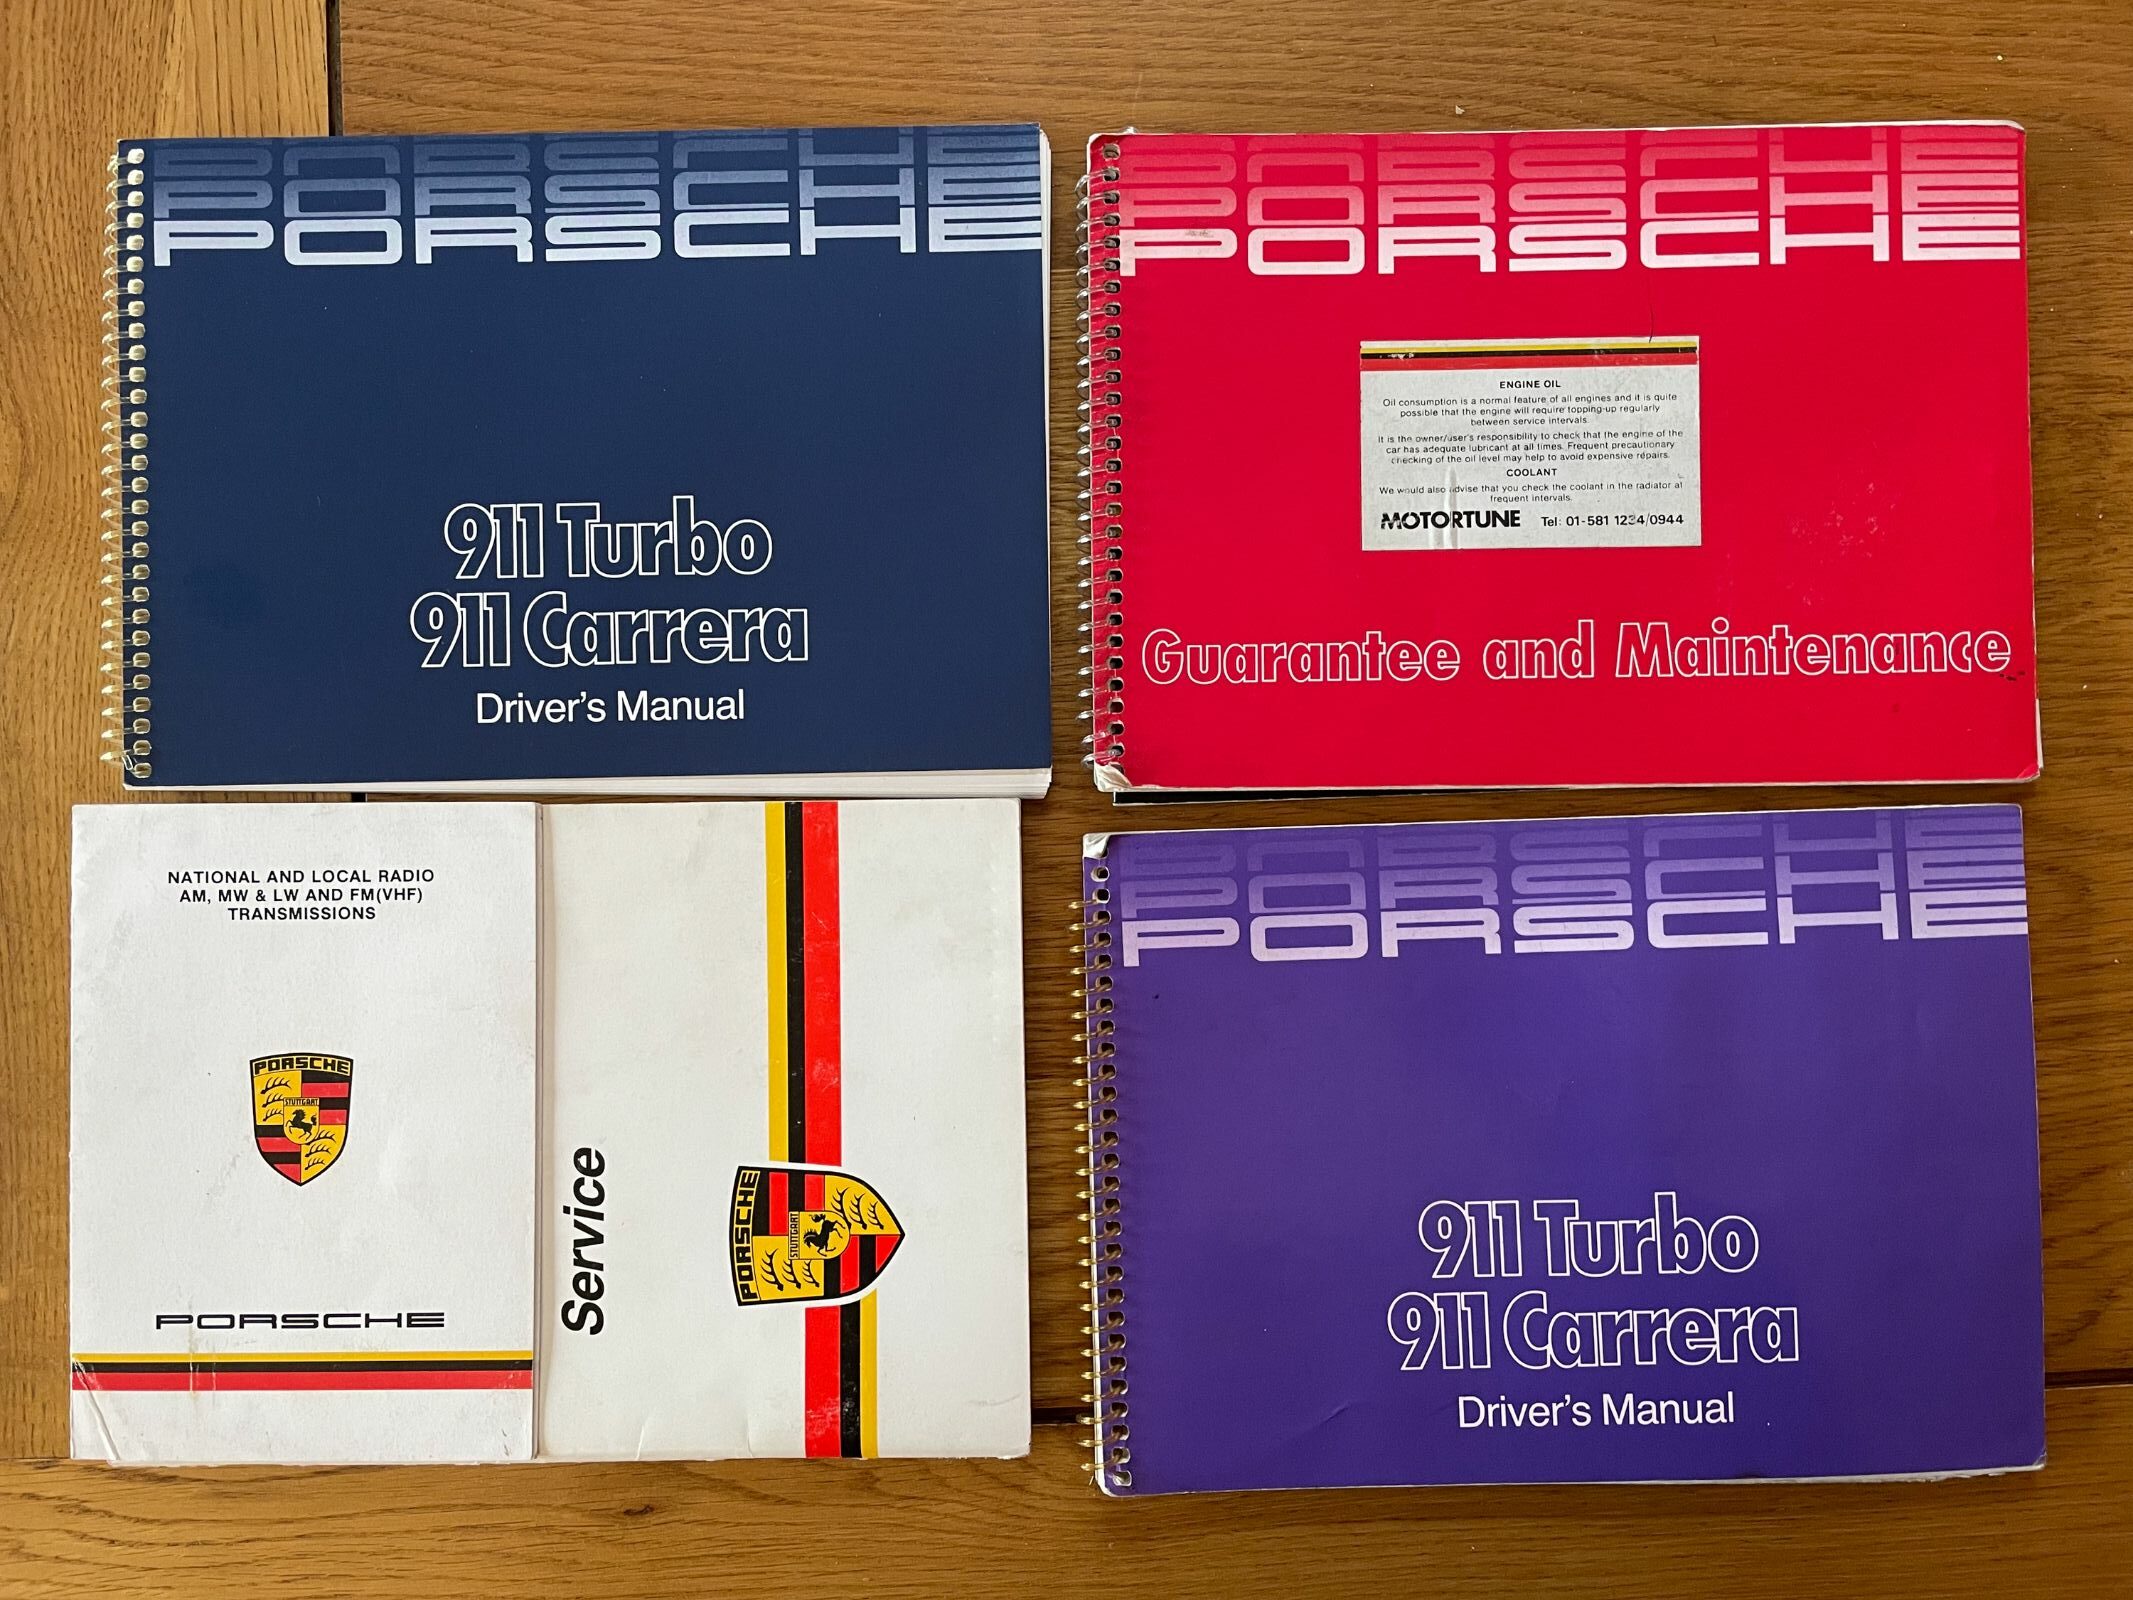 PORSCHE
PORSCHE
PORSCHE
911 Turbo
911 Carrera
Driver's Manual
PORSCHE
PORSCHE
PORSCHE
ENGINE OIL
Oil consumption is a normal feature of all engines and it is quite
possible that the engine will require topping-up regularly
between service intervals.
It is the owner/user's responsibility to check that the engine of the
car has adequate lubricant at all times. Frequent precautionary
checking of the oil level may help to avoid expensive repairs.
COOLANT
We would also advise that you check the coolant in the radiator at
frequent intervals.
MOTORTUNE Tel: 01-581 1234/0944
Guarantee and Maintenance
NATIONAL AND LOCAL RADIO
AM, MW & LW AND FM(VHF)
TRANSMISSIONS
PORSCHE
STUTTGART
PORSCHE
Service
PORSCHE
STUTTGART
PORSCHE
PORSCHE
PORSCHE
911 Turbo
911 Carrera
Driver's Manual